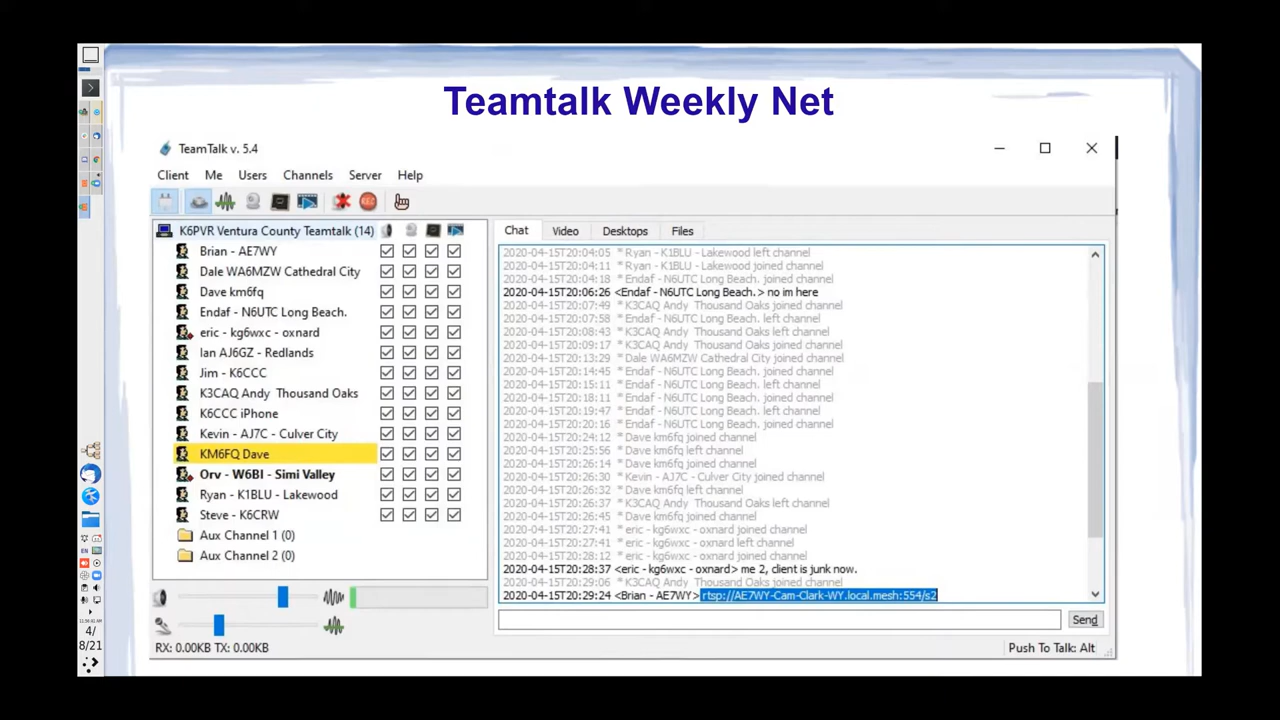 Teamtalk Weekly Net
TeamTalk v. 5.4
Client Me Users Channels Server Help
K6PVR Ventura County Teamtalk (14)
Brian - AE7WY
Dale WA6MZW Cathedral City
Dave km6fq
Endaf - N6UTC Long Beach.
eric - kg6wxc - oxnard
Ian AJ6GZ - Redlands
Jim - K6CCC
K3CAQ Andy Thousand Oaks
K6CCC iPhone
Kevin - AJ7C - Culver City
KM6FQ Dave
Orv - W6BI - Simi Valley
Ryan - K1BLU - Lakewood
Steve - K6CRW
Aux Channel 1 (0)
Aux Channel 2 (0)
RX: 0.00KB TX: 0.00KB
Chat Video Desktops Files
2020-04-15T20:04:05 * Ryan - K1BLU - Lakewood left channel
2020-04-15T20:04:11 * Ryan - K1BLU - Lakewood joined channel
2020-04-15T20:04:18 * Endaf - N6UTC Long Beach. joined channel
2020-04-15T20:06:26 <Endaf - N6UTC Long Beach.> no im here
2020-04-15T20:07:49 * K3CAQ Andy Thousand Oaks joined channel
2020-04-15T20:07:58 * Endaf - N6UTC Long Beach. left channel
2020-04-15T20:08:43 * K3CAQ Andy Thousand Oaks left channel
2020-04-15T20:09:17 * K3CAQ Andy Thousand Oaks joined channel
2020-04-15T20:13:29 * Dale WA6MZW Cathedral City joined channel
2020-04-15T20:14:45 * Endaf - N6UTC Long Beach. joined channel
2020-04-15T20:15:11 * Endaf - N6UTC Long Beach. left channel
2020-04-15T20:18:11 * Endaf - N6UTC Long Beach. joined channel
2020-04-15T20:19:47 * Endaf - N6UTC Long Beach. left channel
2020-04-15T20:20:16 * Endaf - N6UTC Long Beach. joined channel
2020-04-15T20:24:12 * Dave km6fq joined channel
2020-04-15T20:25:56 * Dave km6fq left channel
2020-04-15T20:26:14 * Dave km6fq joined channel
2020-04-15T20:26:30 * Kevin - AJ7C - Culver City joined channel
2020-04-15T20:26:32 * Dave km6fq left channel
2020-04-15T20:26:37 * K3CAQ Andy Thousand Oaks left channel
2020-04-15T20:26:45 * Dave km6fq joined channel
2020-04-15T20:27:41 * eric - kg6wxc - oxnard joined channel
2020-04-15T20:27:41 * eric - kg6wxc - oxnard left channel
2020-04-15T20:28:12 * eric - kg6wxc - oxnard joined channel
2020-04-15T20:28:37 <eric - kg6wxc - oxnard> me 2, client is junk now.
2020-04-15T20:29:06 * K3CAQ Andy Thousand Oaks joined channel
2020-04-15T20:29:24 <Brian - AE7WY> rtsp://AE7WY-Cam-Clark-WY.local.mesh:554/s2
Send
Push To Talk: Alt
EN
4/
8/21